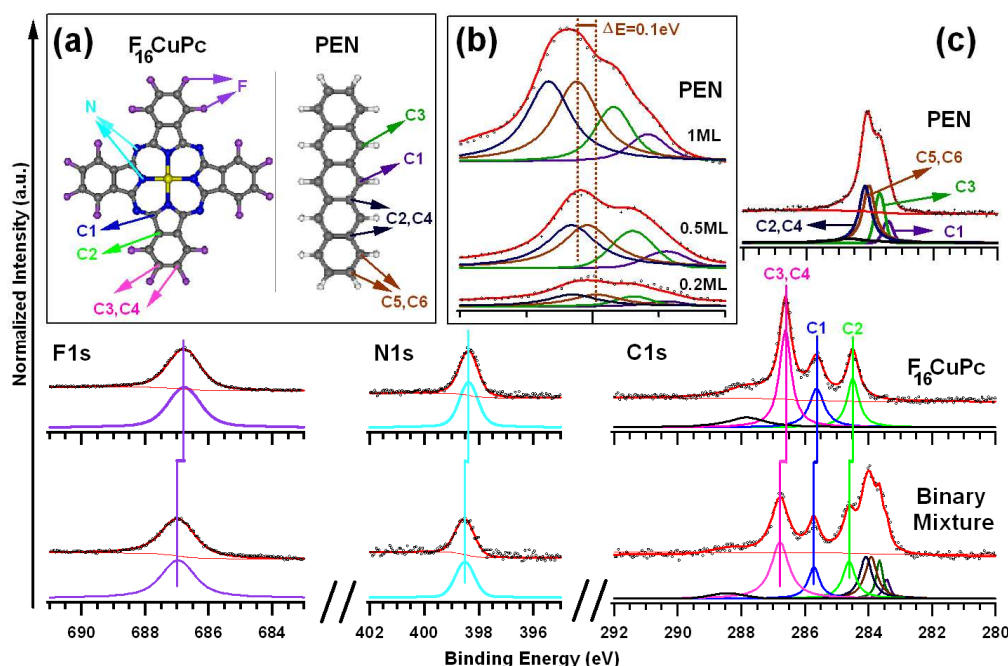 (a)
F16CuPc
PEN
F
N
C1
C2
C3,C4
C3
C1
C2,C4
C5,C6
(b)
ΔE=0.1eV
PEN
1ML
0.5ML
0.2ML
(c)
PEN
C5,C6
C3
C2,C4
C1
Normalized Intensity (a.u.)
F1s
N1s
C1s
C3,C4
C1
C2
F16CuPc
Binary
Mixture
690 688 686 684
402 400 398 396
292 290 288 286 284 282 280
Binding Energy (eV)